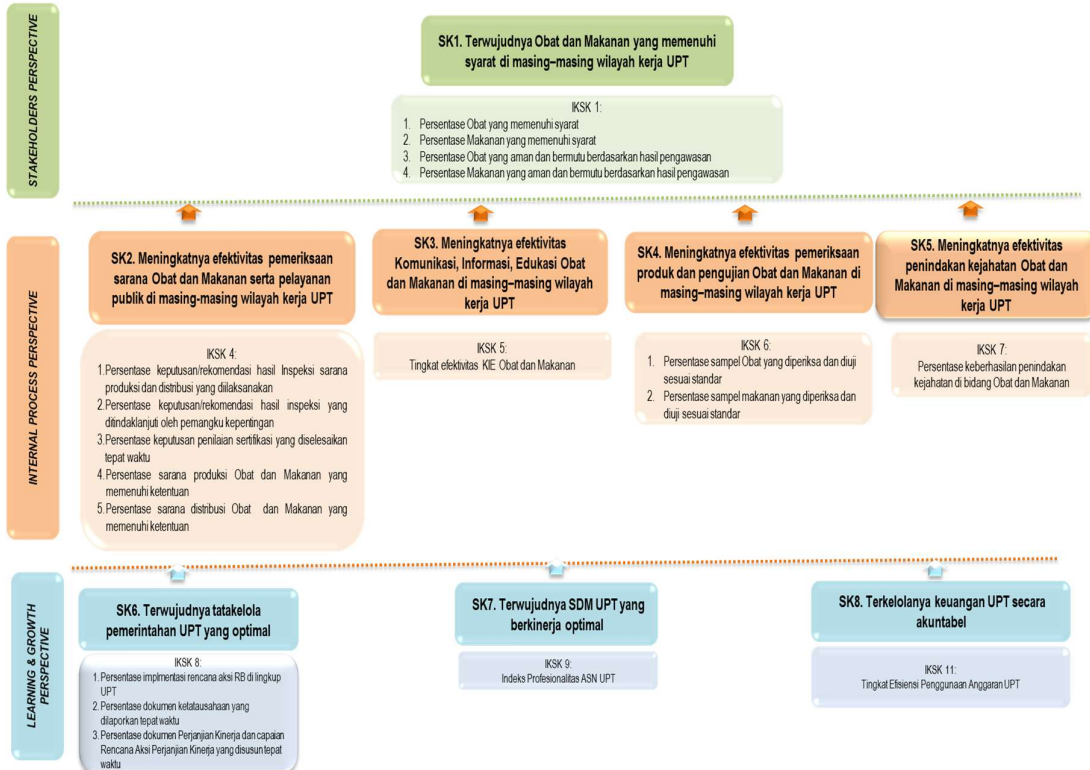 STAKEHOLDERS PERSPECTIVE
SK1. Terwujudnya Obat dan Makanan yang memenuhi
syarat di masing–masing wilayah kerja UPT
IKSK 1:
1. Persentase Obat yang memenuhi syarat
2. Persentase Makanan yang memenuhi syarat
3. Persentase Obat yang aman dan bermutu berdasarkan hasil pengawasan
4. Persentase Makanan yang aman dan bermutu berdasarkan hasil pengawasan
INTERNAL PROCESS PERSPECTIVE
SK2. Meningkatnya efektivitas pemeriksaan
sarana Obat dan Makanan serta pelayanan
publik di masing-masing wilayah kerja UPT
IKSK 4:
1.Persentase keputusan/rekomendasi hasil Inspeksi sarana
produksi dan distribusi yang diilaksanakan
2.Persentase keputusan/rekomendasi hasil inspeksi yang
ditindaklanjuti oleh pemangku kepentingan
3.Persentase keputusan penilaian sertifikasi yang diselesaikan
tepat waktu
4.Persentase sarana produksi Obat dan Makanan yang
memenuhi ketentuan
5.Persentase sarana distribusi Obat dan Makanan yang
memenuhi ketentuan
SK3. Meningkatnya efektivitas
Komunikasi, Informasi, Edukasi Obat
dan Makanan di masing–masing wilayah
kerja UPT
IKSK 5:
Tingkat efektivitas KIE Obat dan Makanan
SK4. Meningkatnya efektivitas pemeriksaan
produk dan pengujian Obat dan Makanan di
masing–masing wilayah kerja UPT
IKSK 6:
1. Persentase sampel Obat yang diperiksa dan diuji
sesuai standar
2. Persentase sampel makanan yang diperiksa dan
diuji sesuai standar
SK5. Meningkatnya efektivitas
penindakan kejahatan Obat dan
Makanan di masing–masing wilayah
kerja UPT
IKSK 7:
Persentase keberhasilan penindakan
kejahatan di bidang Obat dan Makanan
LEARNING & GROWTH
PERSPECTIVE
SK6. Terwujudnya tatakelola
pemerintahan UPT yang optimal
IKSK 8:
1. Persentase implmentasi rencana aksi RB di lingkup
UPT
2. Persentase dokumen ketatausahaan yang
dilaporkan tepat waktu
3. Persentase dokumen Perjanjian Kinerja dan capaian
Rencana Aksi Perjanjian Kinerja yang disusun tepat
waktu
SK7. Terwujudnya SDM UPT yang
berkinerja optimal
IKSK 9:
Indeks Profesionalitas ASN UPT
SK8. Terkelolanya keuangan UPT secara
akuntabel
IKSK 11:
Tingkat Efisiensi Penggunaan Anggaran UPT